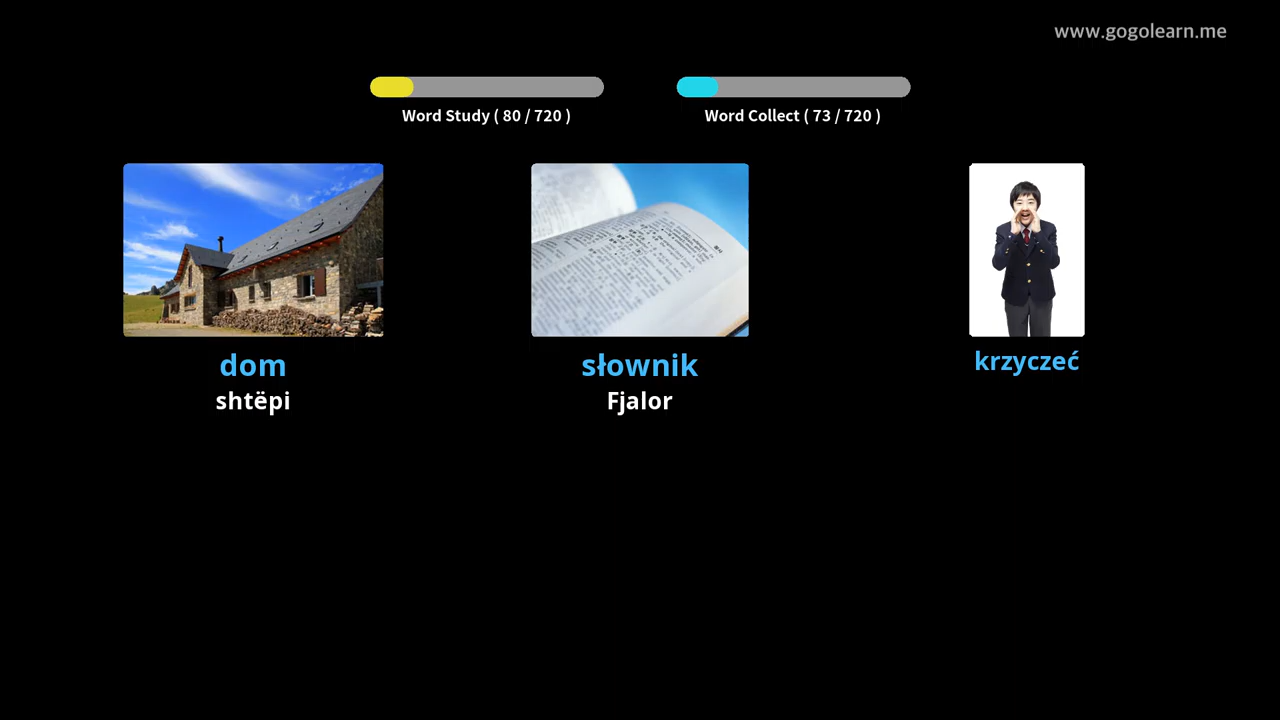 www.gogolearn.me
Word Study ( 80 / 720 )
Word Collect ( 73 / 720 )
dom
shtëpi
słownik
Fjalor
krzyczeć